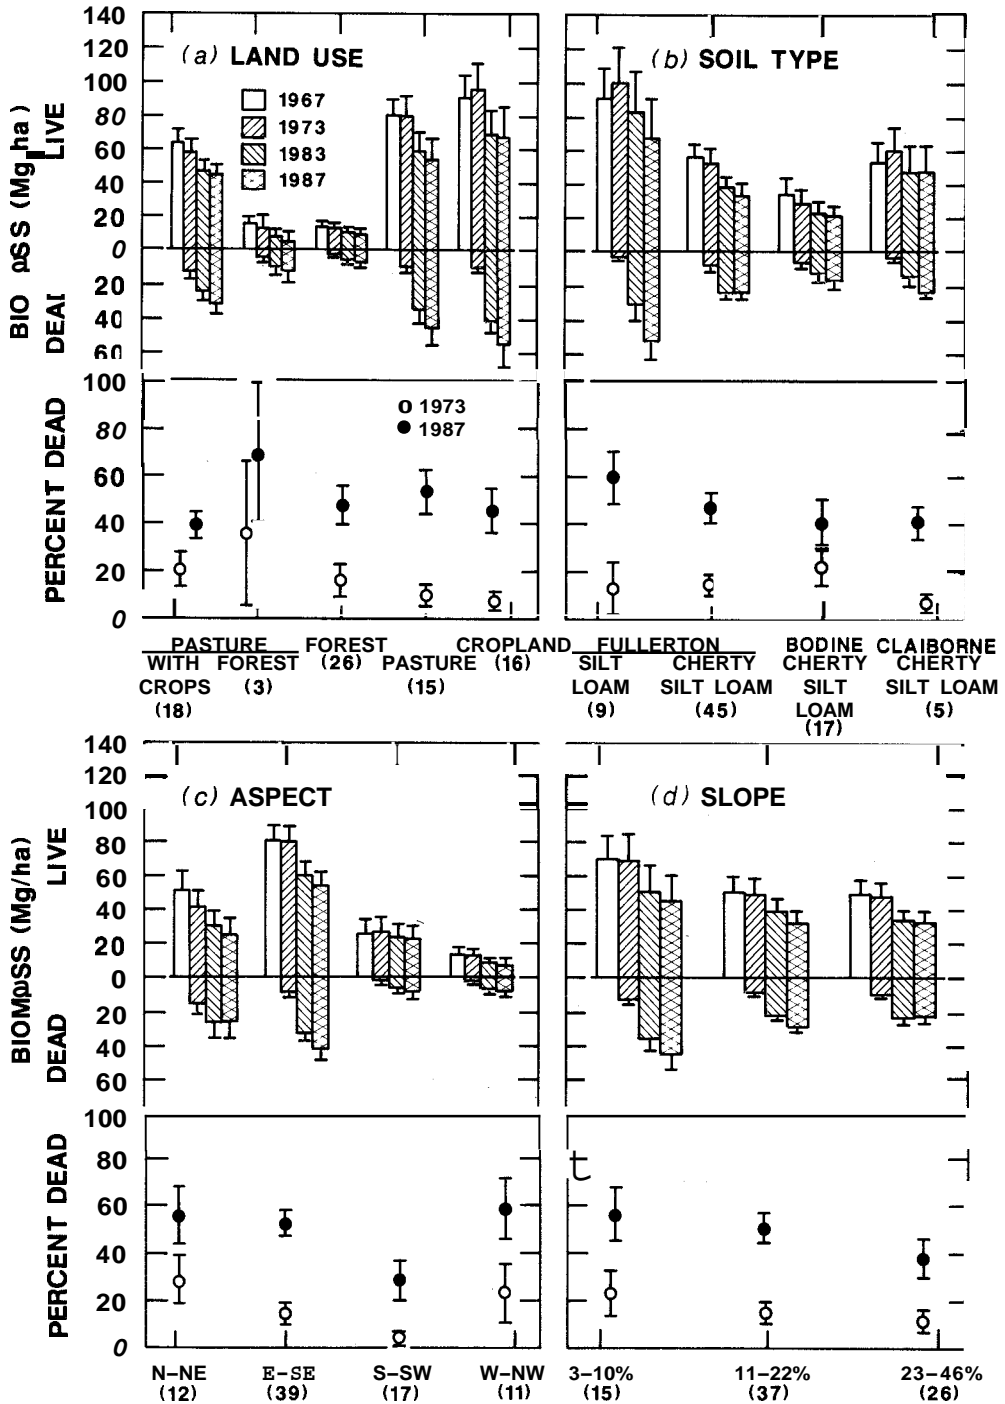 (a) LAND USE
1967
1973
1983
1987
BIO ρSS (Mg ha)
LIVE
DEAI
140
120
100
80
60
40
20
0
20
40
60
(b) SOIL TYPE
PERCENT DEAD
100
80
60
40
20
0
1973
1987
PASTURE FOREST CROPLAND
WITH FOREST (26) PASTURE (16)
CROPS (3) (15)
(18)
FULLERTON BODINE CLAIBORNE
SILT CHERTY CHERTY CHERTY
LOAM SILT LOAM SILT SILT LOAM
(9) (45) LOAM (5)
(17)
BIOMρSS (Mg/ha)
LIVE
DEAD
140
120
100
80
60
40
20
0
20
40
60
(c) ASPECT
(d) SLOPE
PERCENT DEAD
100
80
60
40
20
0
N–NE E–SE S–SW W–NW
(12) (39) (17) (11)
3–10% 11–22% 23–46%
(15) (37) (26)